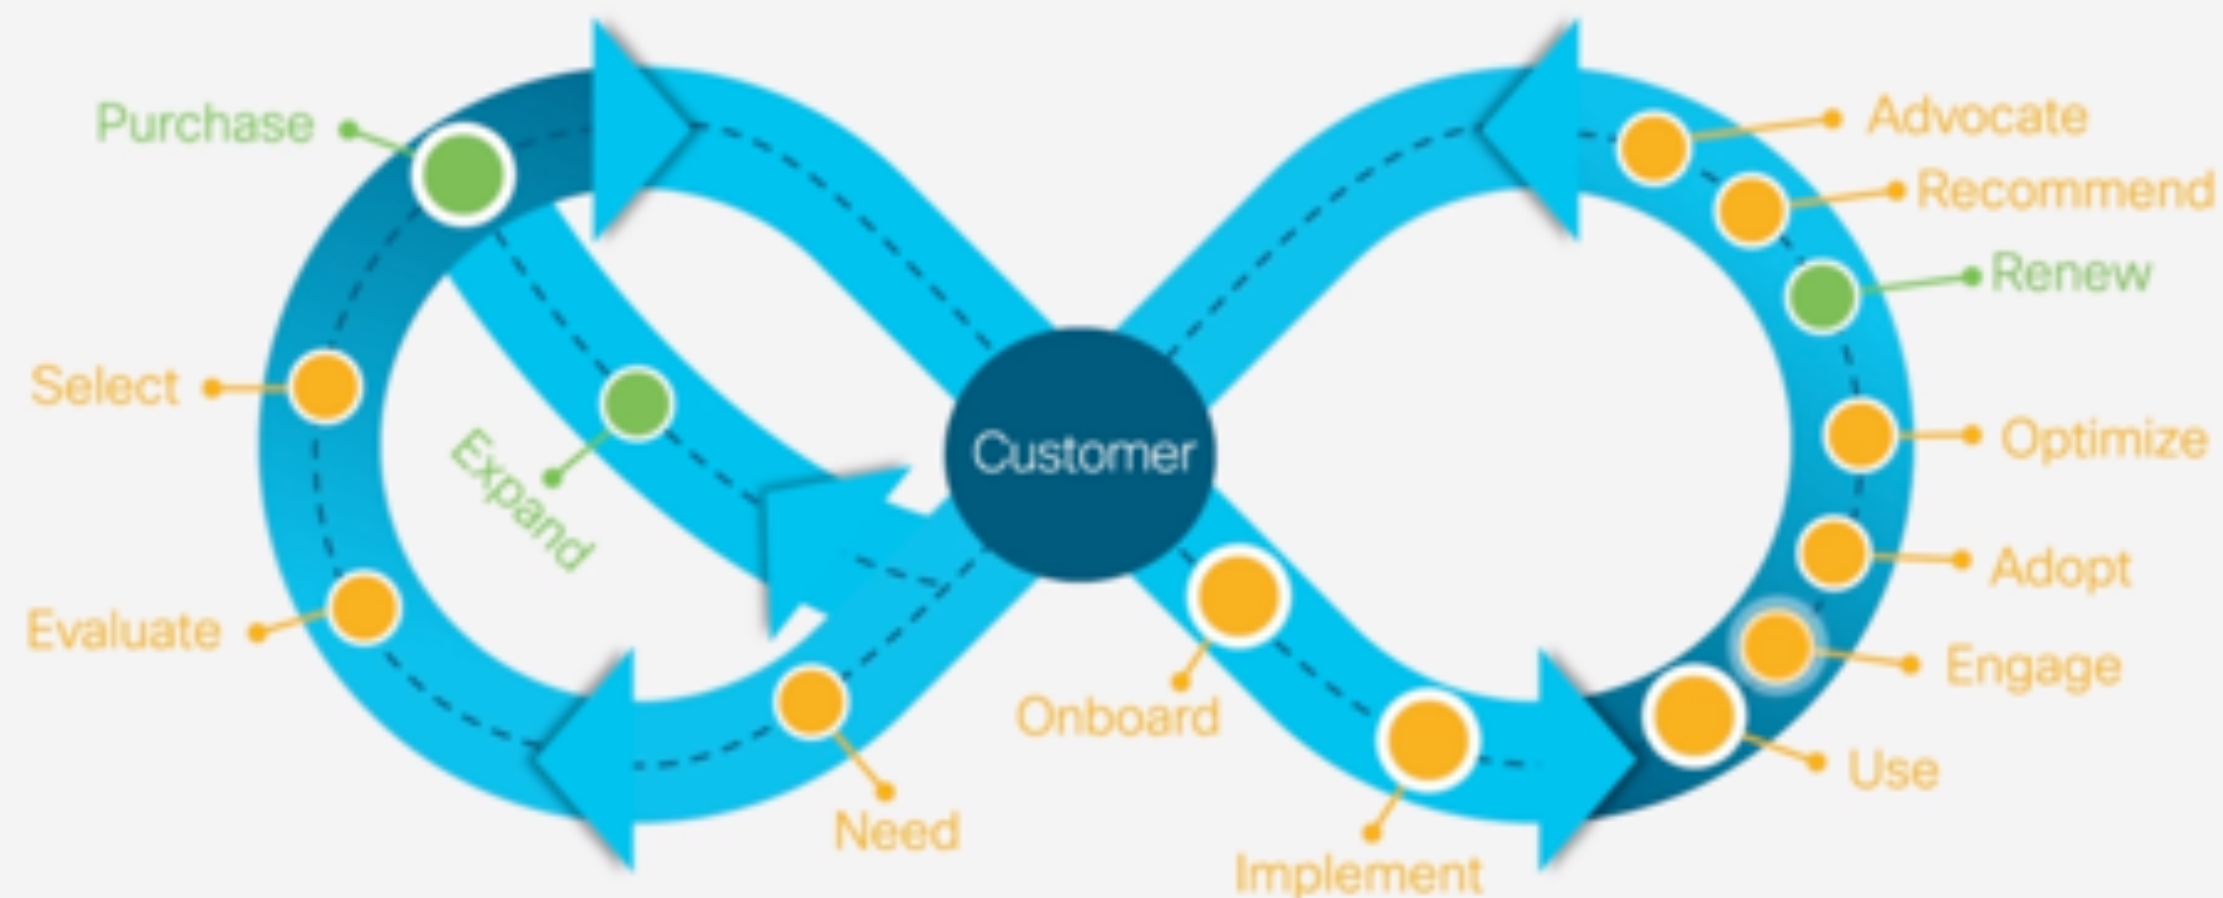 Purchase
Advocate
Recommend
Renew
Select
Expand
Customer
Optimize
Adopt
Evaluate
Engage
Onboard
Use
Need
Implement